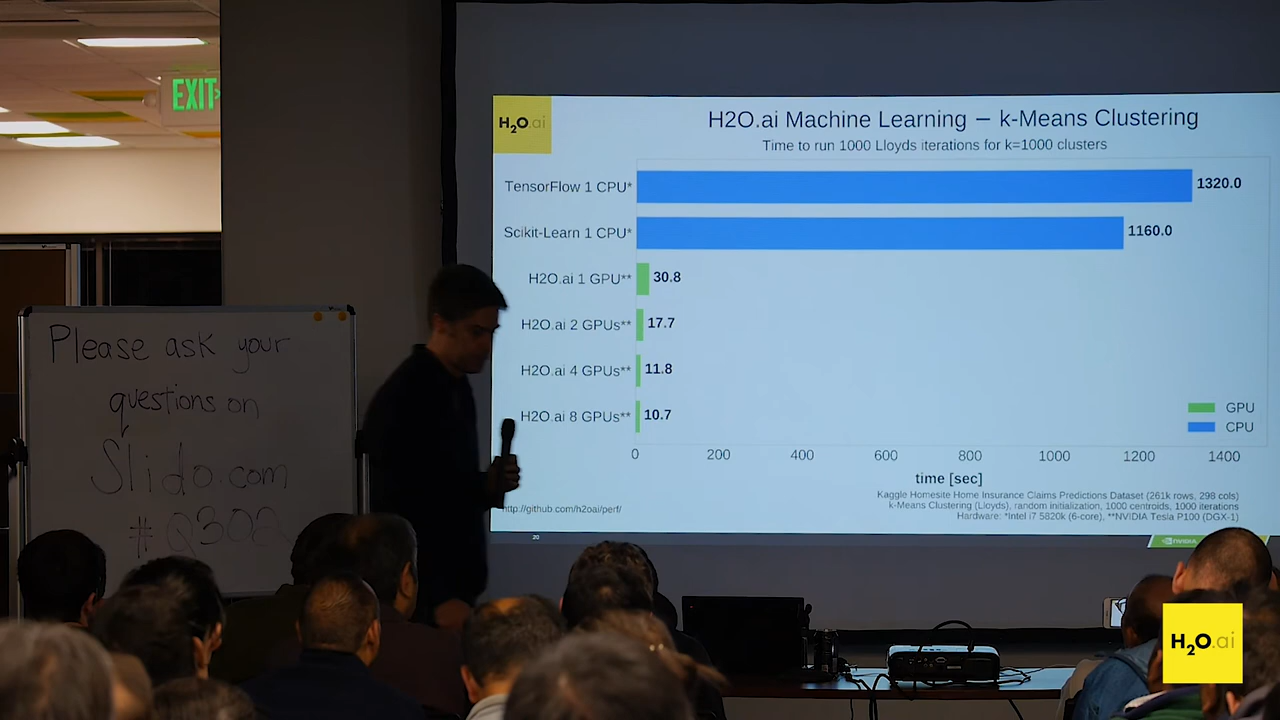 EXIT
H2O.ai
H2O.ai Machine Learning – k-Means Clustering
Time to run 1000 Lloyds iterations for k=1000 clusters
TensorFlow 1 CPU* 1320.0
Scikit-Learn 1 CPU* 1160.0
H2O.ai 1 GPU** 30.8
H2O.ai 2 GPUs** 17.7
H2O.ai 4 GPUs** 11.8
H2O.ai 8 GPUs** 10.7
GPU
CPU
0 200 400 600 800 1000 1200 1400
time [sec]
Kaggle Homesite Home Insurance Claims Predictions Dataset (261k rows, 298 cols)
k-Means Clustering (Lloyds), random initialization, 1000 centroids, 1000 iterations
Hardware: *Intel i7 5820k (6-core), **NVIDIA Tesla P100 (DGX-1)
http://github.com/h2oai/perf/
20
NVIDIA
Please ask your
questions on
Slido.com
# Q302
H2O.ai